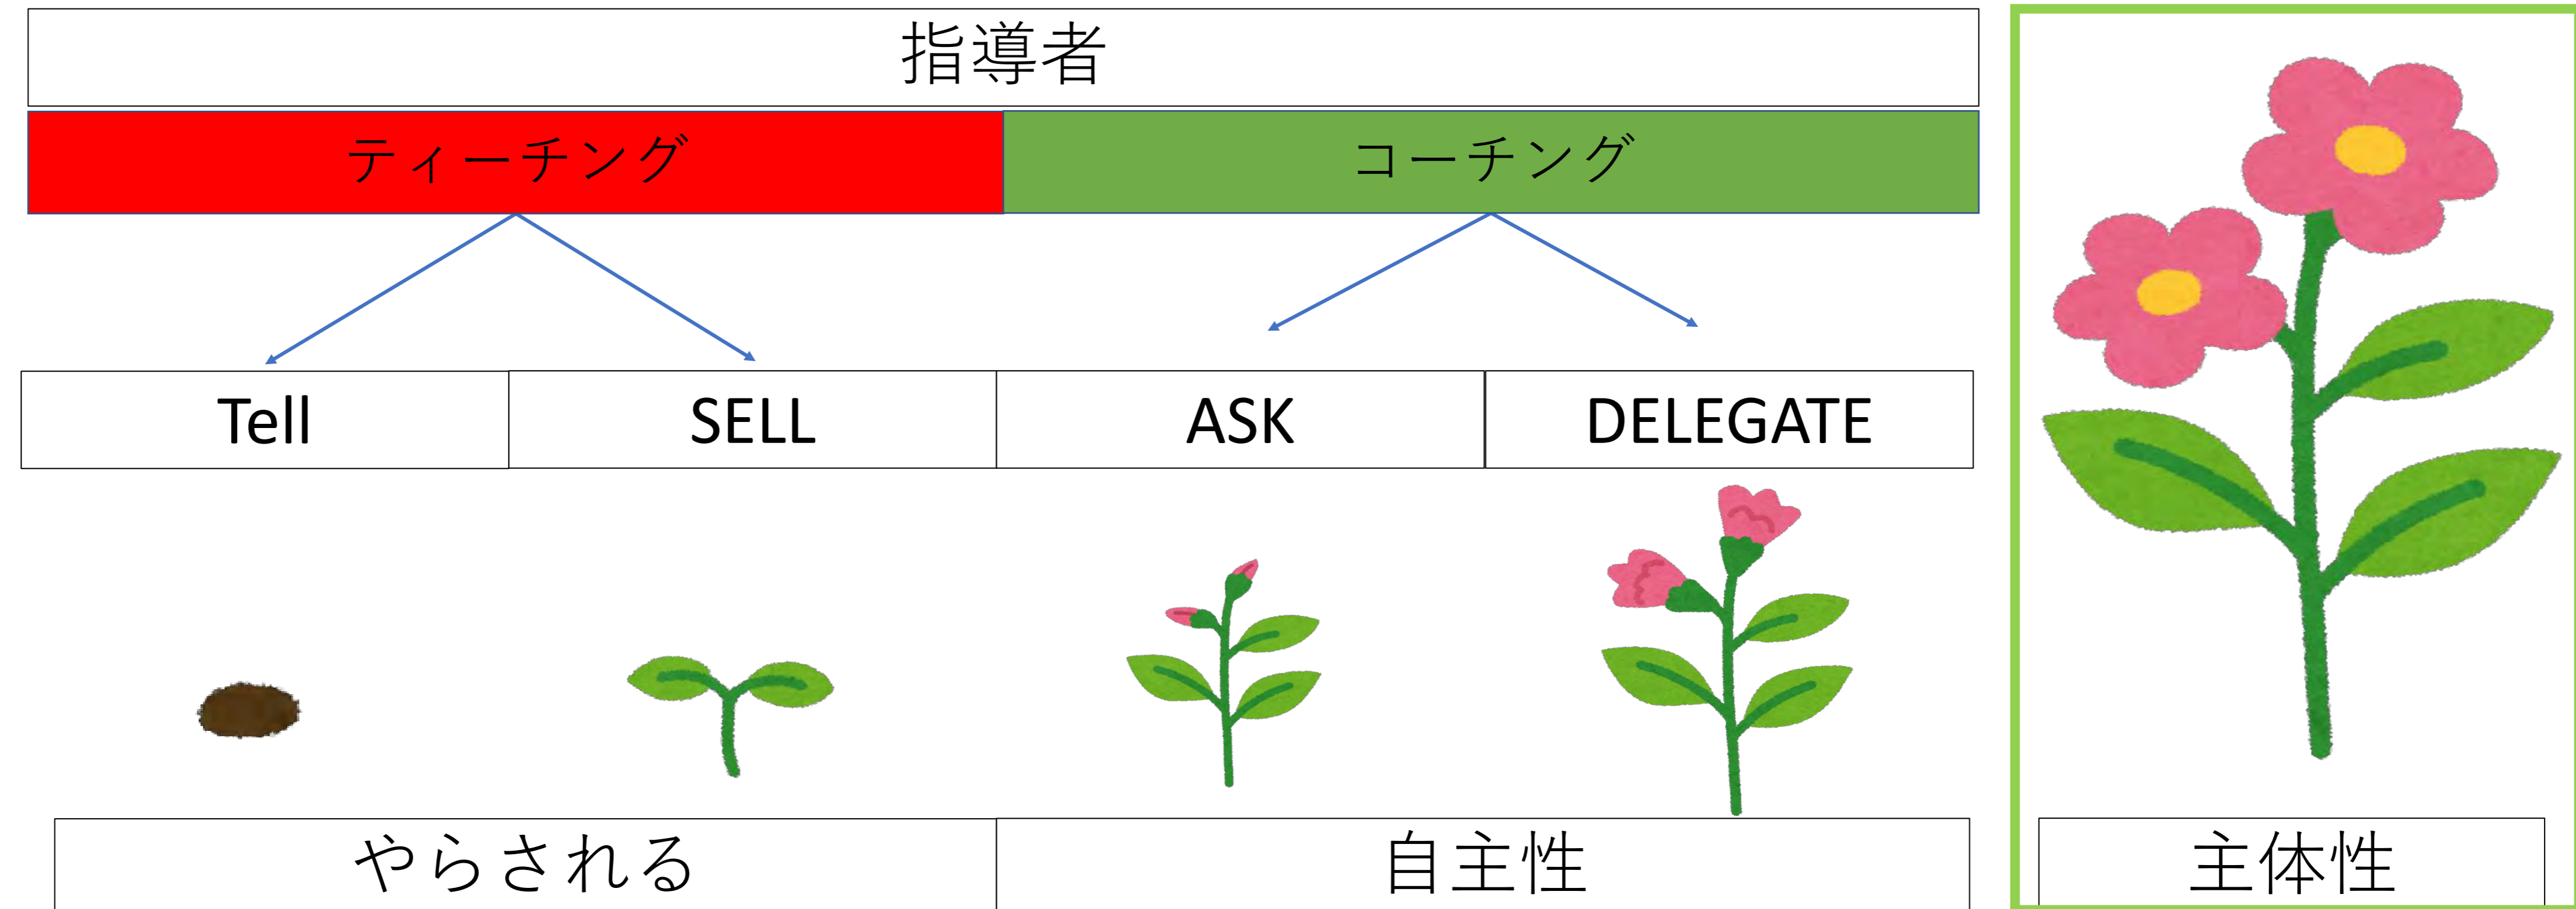 指導者
ティーチング
コーチング
Tell
SELL
ASK
DELEGATE
やらされる
自主性
主体性